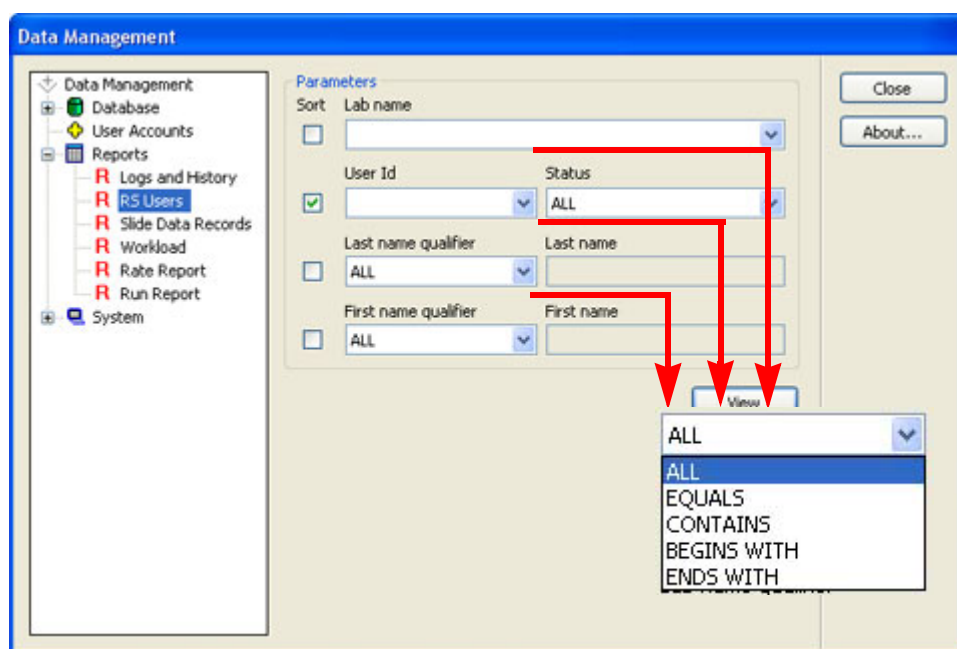 Data Management
Data Management
Database
User Accounts
Reports
R Logs and History
R RS Users
R Slide Data Records
R Workload
R Rate Report
R Run Report
System
Parameters
Sort Lab name
User Id Status
ALL
Last name qualifier Last name
ALL
First name qualifier First name
ALL
View
Close
About...
ALL
ALL
EQUALS
CONTAINS
BEGINS WITH
ENDS WITH